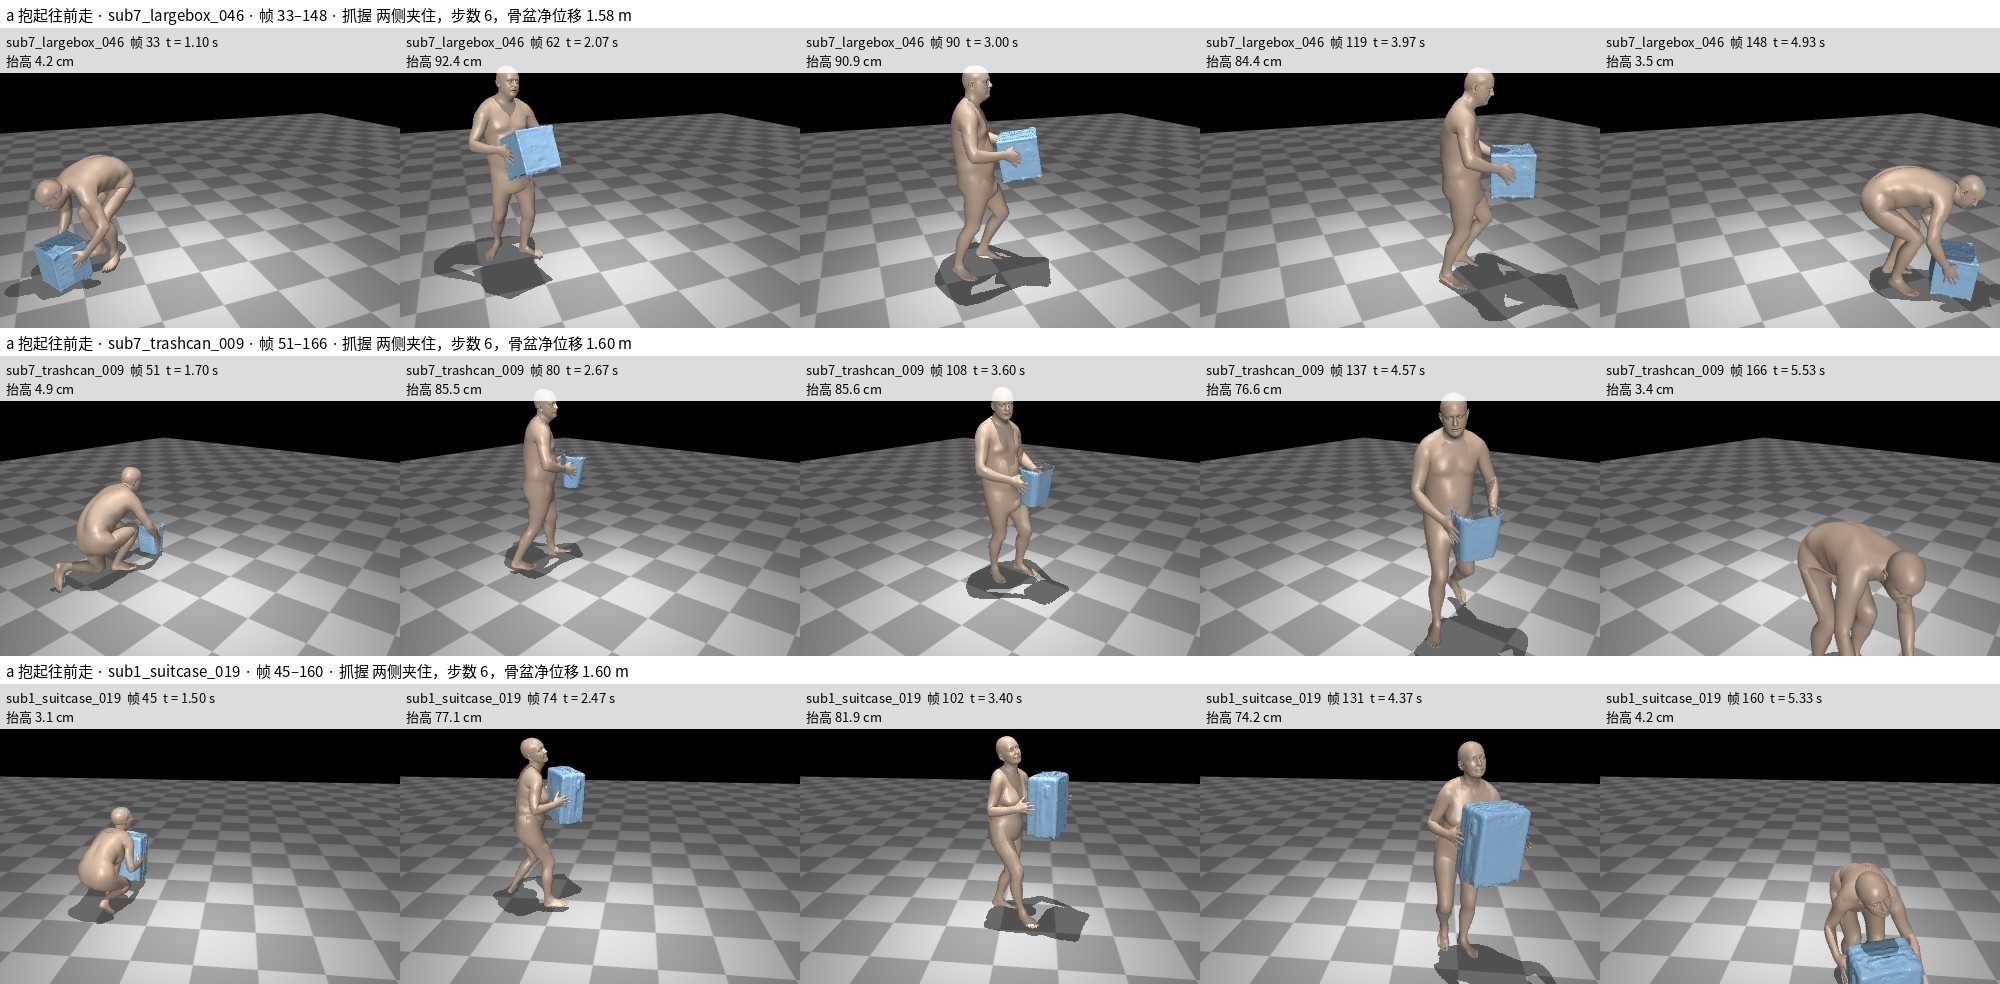 a 抱起往前走 · sub7_largebox_046 · 帧 33–148 · 抓握 两侧夹住，步数 6，骨盆净位移 1.58 m
sub7_largebox_046 帧 33 t = 1.10 s
抬高 4.2 cm
sub7_largebox_046 帧 62 t = 2.07 s
抬高 92.4 cm
sub7_largebox_046 帧 90 t = 3.00 s
抬高 90.9 cm
sub7_largebox_046 帧 119 t = 3.97 s
抬高 84.4 cm
sub7_largebox_046 帧 148 t = 4.93 s
抬高 3.5 cm
a 抱起往前走 · sub7_trashcan_009 · 帧 51–166 · 抓握 两侧夹住，步数 6，骨盆净位移 1.60 m
sub7_trashcan_009 帧 51 t = 1.70 s
抬高 4.9 cm
sub7_trashcan_009 帧 80 t = 2.67 s
抬高 85.5 cm
sub7_trashcan_009 帧 108 t = 3.60 s
抬高 85.6 cm
sub7_trashcan_009 帧 137 t = 4.57 s
抬高 76.6 cm
sub7_trashcan_009 帧 166 t = 5.53 s
抬高 3.4 cm
a 抱起往前走 · sub1_suitcase_019 · 帧 45–160 · 抓握 两侧夹住，步数 6，骨盆净位移 1.60 m
sub1_suitcase_019 帧 45 t = 1.50 s
抬高 3.1 cm
sub1_suitcase_019 帧 74 t = 2.47 s
抬高 77.1 cm
sub1_suitcase_019 帧 102 t = 3.40 s
抬高 81.9 cm
sub1_suitcase_019 帧 131 t = 4.37 s
抬高 74.2 cm
sub1_suitcase_019 帧 160 t = 5.33 s
抬高 4.2 cm